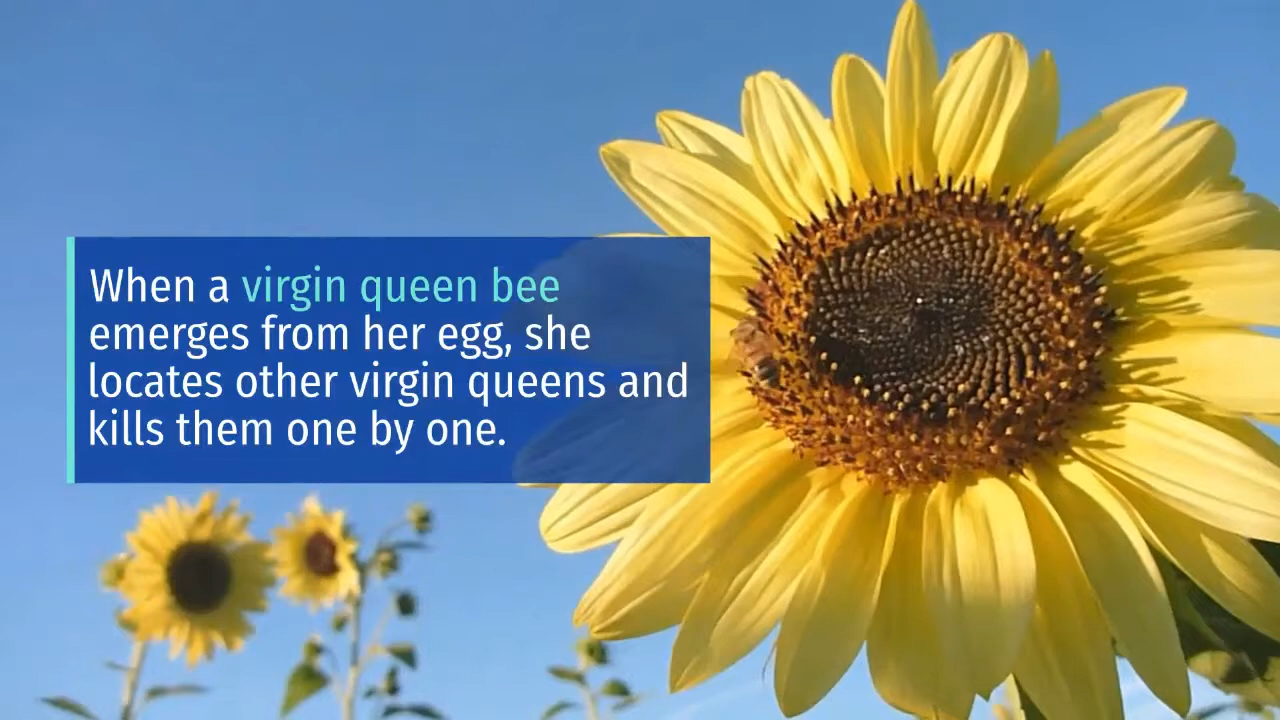 When a virgin queen bee
emerges from her egg, she
locates other virgin queens and
kills them one by one.